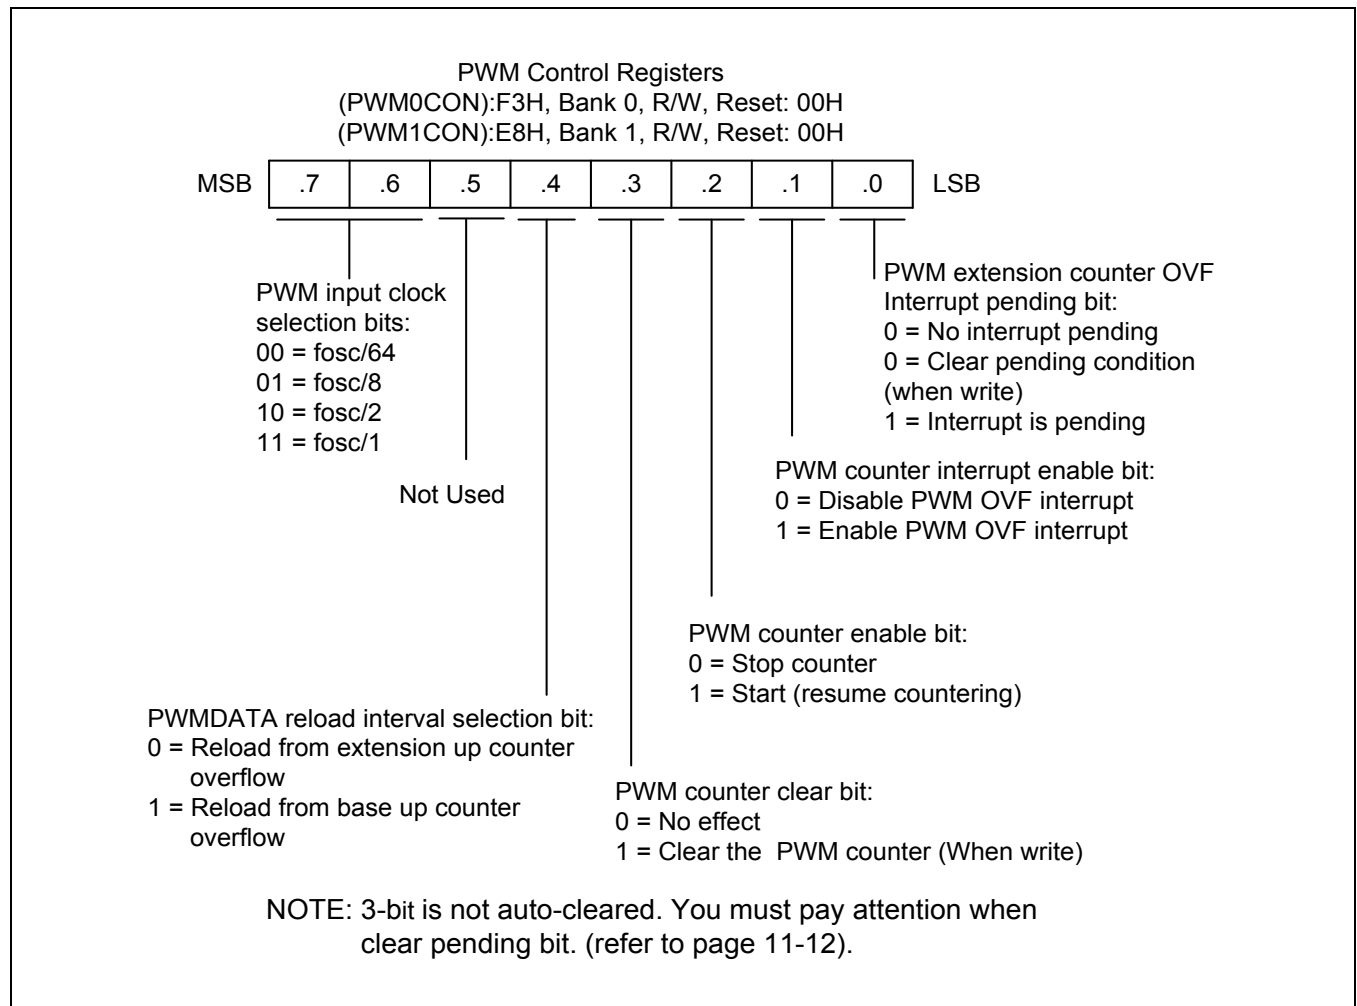 PWM Control Registers
(PWM0CON):F3H, Bank 0, R/W, Reset: 00H
(PWM1CON):E8H, Bank 1, R/W, Reset: 00H
MSB .7 .6 .5 .4 .3 .2 .1 .0 LSB
PWM input clock
selection bits:
00 = fosc/64
01 = fosc/8
10 = fosc/2
11 = fosc/1
Not Used
PWM extension counter OVF
Interrupt pending bit:
0 = No interrupt pending
0 = Clear pending condition
(when write)
1 = Interrupt is pending
PWM counter interrupt enable bit:
0 = Disable PWM OVF interrupt
1 = Enable PWM OVF interrupt
PWM counter enable bit:
0 = Stop counter
1 = Start (resume countering)
PWMDATA reload interval selection bit:
0 = Reload from extension up counter
overflow
1 = Reload from base up counter
overflow
PWM counter clear bit:
0 = No effect
1 = Clear the PWM counter (When write)
NOTE: 3-bit is not auto-cleared. You must pay attention when
clear pending bit. (refer to page 11-12).